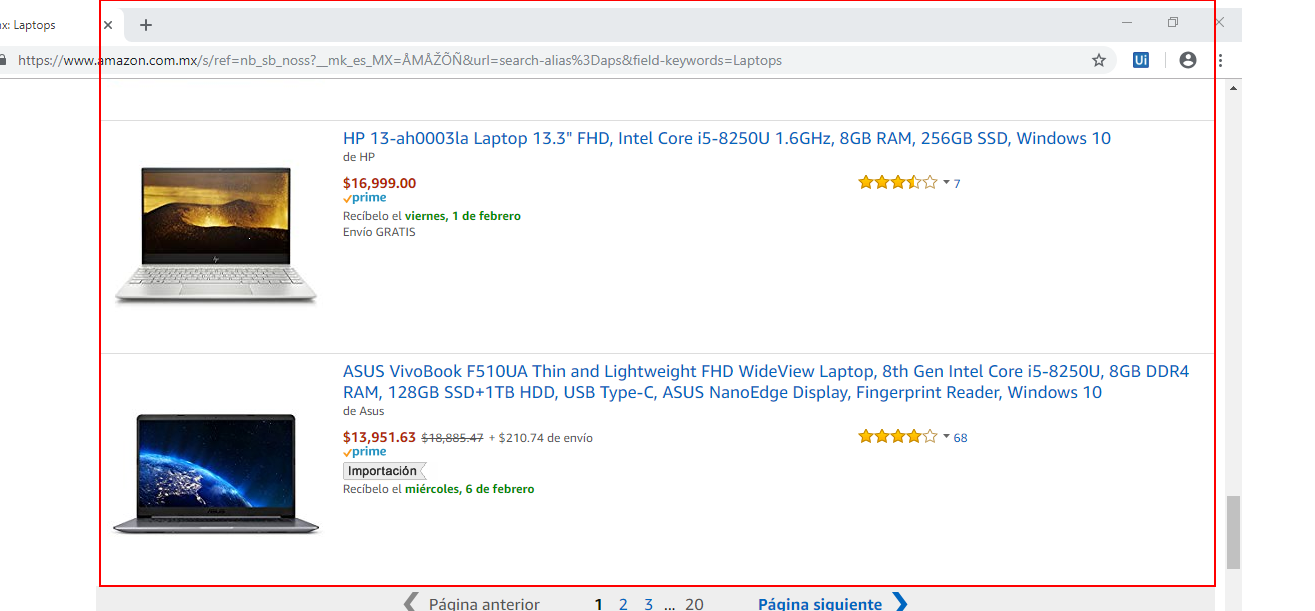 x: Laptops
https://www.amazon.com.mx/s/ref=nb_sb_noss?__mk_es_MX=ÅMÅŽÕÑ&url=search-alias%3Daps&field-keywords=Laptops
Ui
HP 13-ah0003la Laptop 13.3" FHD, Intel Core i5-8250U 1.6GHz, 8GB RAM, 256GB SSD, Windows 10
de HP
$16,999.00
7
prime
Recíbelo el viernes, 1 de febrero
Envío GRATIS
ASUS VivoBook F510UA Thin and Lightweight FHD WideView Laptop, 8th Gen Intel Core i5-8250U, 8GB DDR4
RAM, 128GB SSD+1TB HDD, USB Type-C, ASUS NanoEdge Display, Fingerprint Reader, Windows 10
de Asus
$13,951.63 $18,885.47 + $210.74 de envío
68
prime
Importación
Recíbelo el miércoles, 6 de febrero
Página anterior 1 2 3 ... 20 Página siguiente